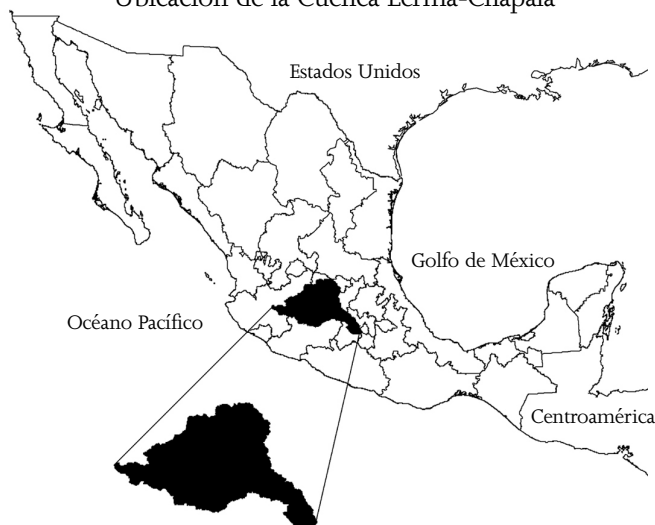 Ubicación de la Cuenca Lerma-Chapala
Estados Unidos
Golfo de México
Océano Pacífico
Centroamérica